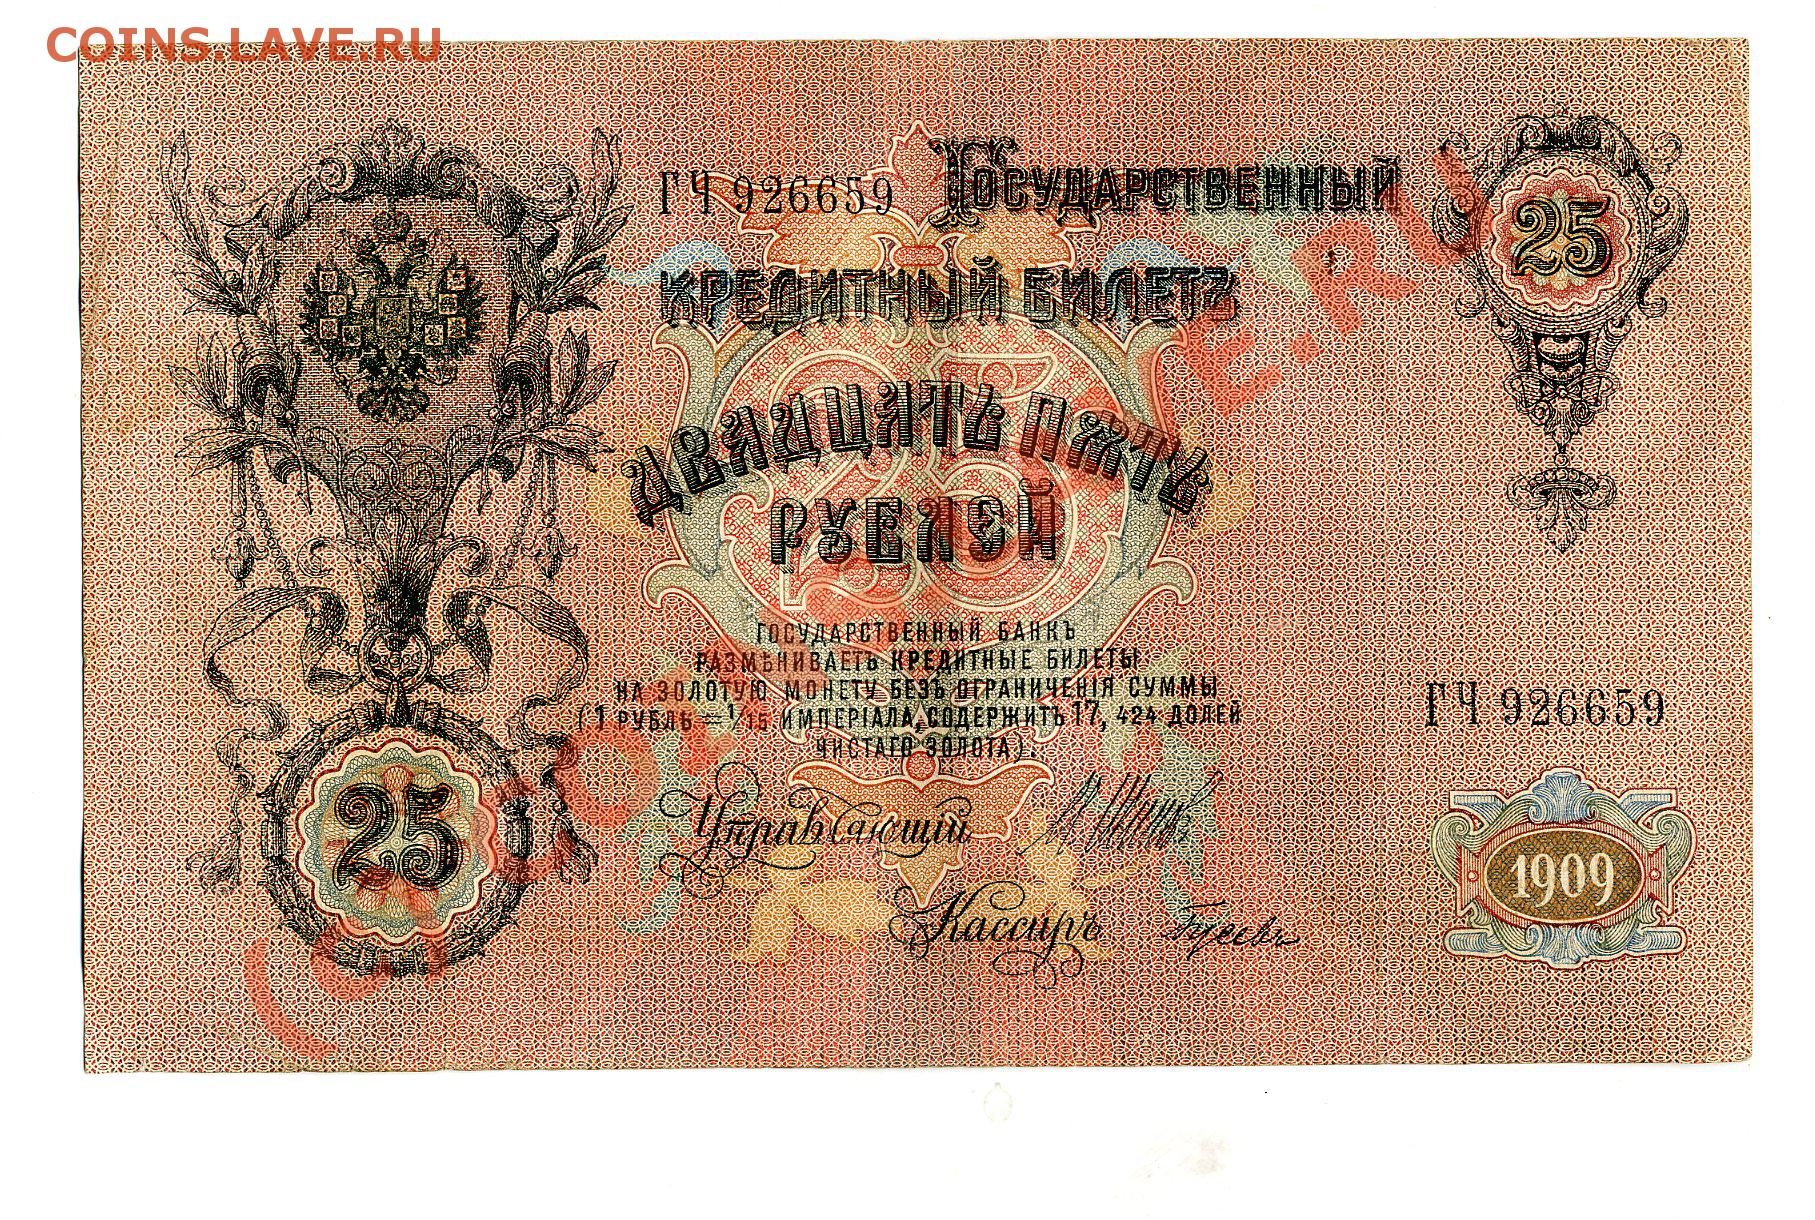 COINS.LAVE.RU
ГЧ 926659
ГОСУДАРСТВЕННЫЙ
КРЕДИТНЫЙ БИЛЕТЪ
25
25
ДВАДЦАТЬ ПЯТЬ
РУБЛЕЙ
ГОСУДАРСТВЕННЫЙ БАНКЪ
РАЗМѢНИВАЕТЪ КРЕДИТНЫЕ БИЛЕТЫ
НА ЗОЛОТУЮ МОНЕТУ БЕЗЪ ОГРАНИЧЕНІЯ СУММЫ
(1 РУБЛЬ = 1/15 ИМПЕРІАЛА, СОДЕРЖИТЪ 17, 424 ДОЛЕЙ
ЧИСТАГО ЗОЛОТА).
ГЧ 926659
25
Управляющій
Кассиръ
1909